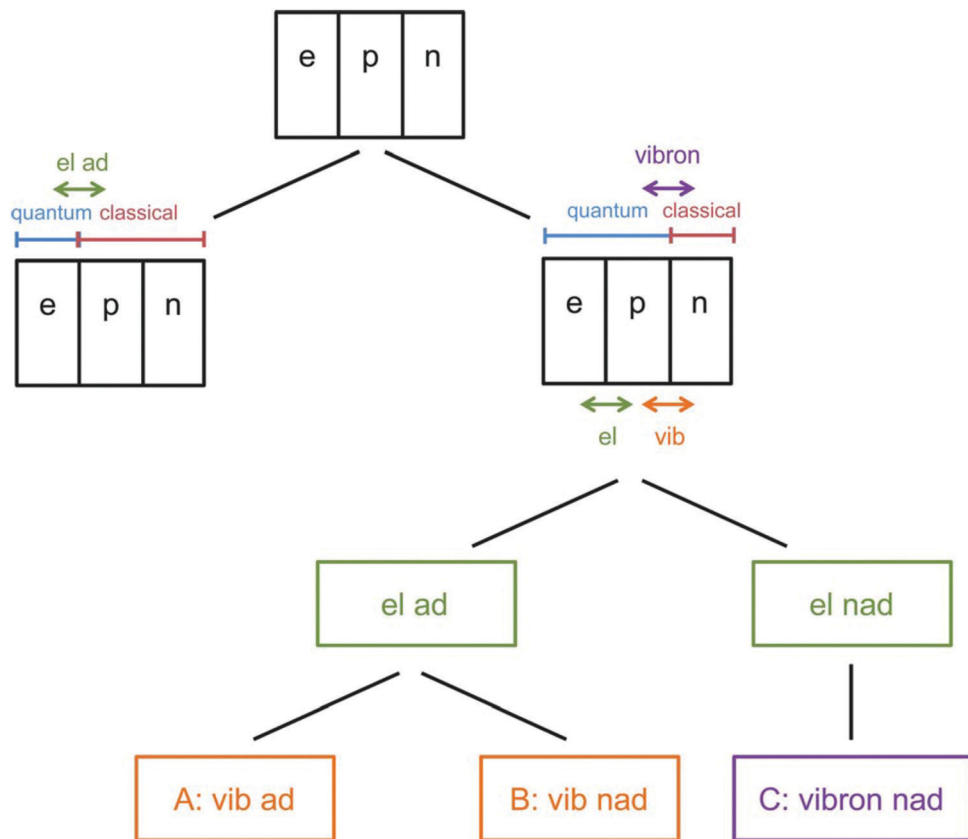 e p n
el ad
quantum classical
e p n
vibron
quantum classical
e p n
el vib
el ad
el nad
A: vib ad
B: vib nad
C: vibron nad